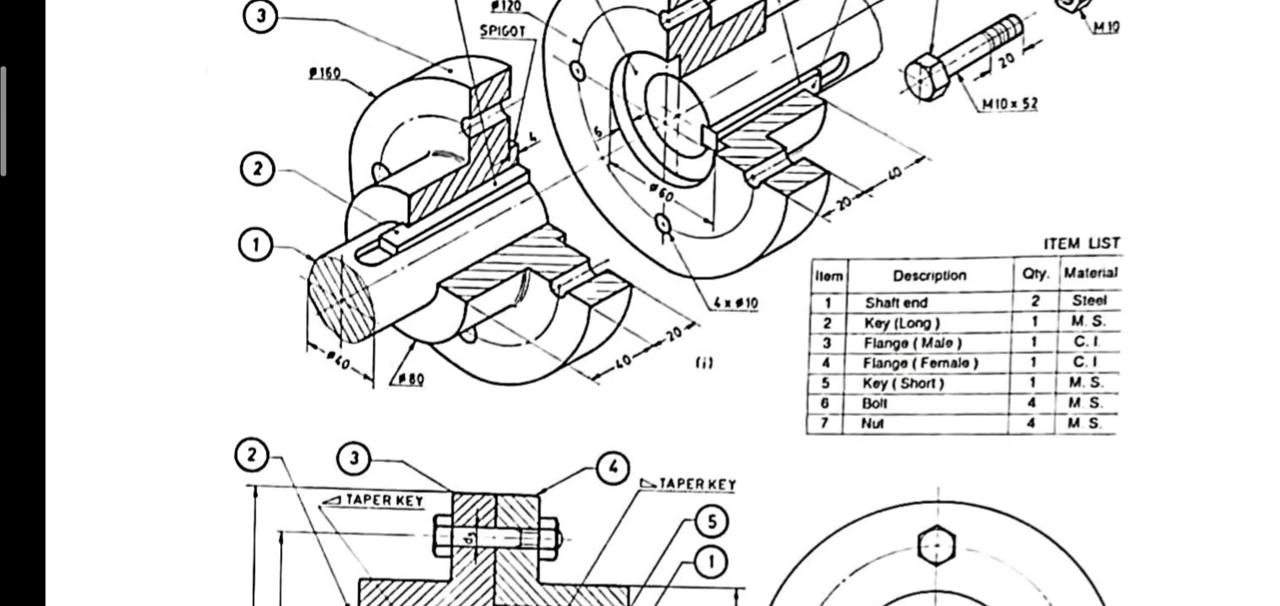 3
Ø120
SPIGOT
M10
Ø160
20
M10 x 52
4
6
2
40
Ø60
20
1
ITEM LIST
Item Description Qty. Material
1 Shaft end 2 Steel
2 Key (Long) 1 M. S.
3 Flange (Male) 1 C. I.
4 Flange (Female) 1 C. I
5 Key (Short) 1 M. S.
6 Bolt 4 M. S.
7 Nut 4 M. S.
4 x Ø10
20
40
(i)
Ø40
Ø80
2
3
4
TAPER KEY
TAPER KEY
5
1